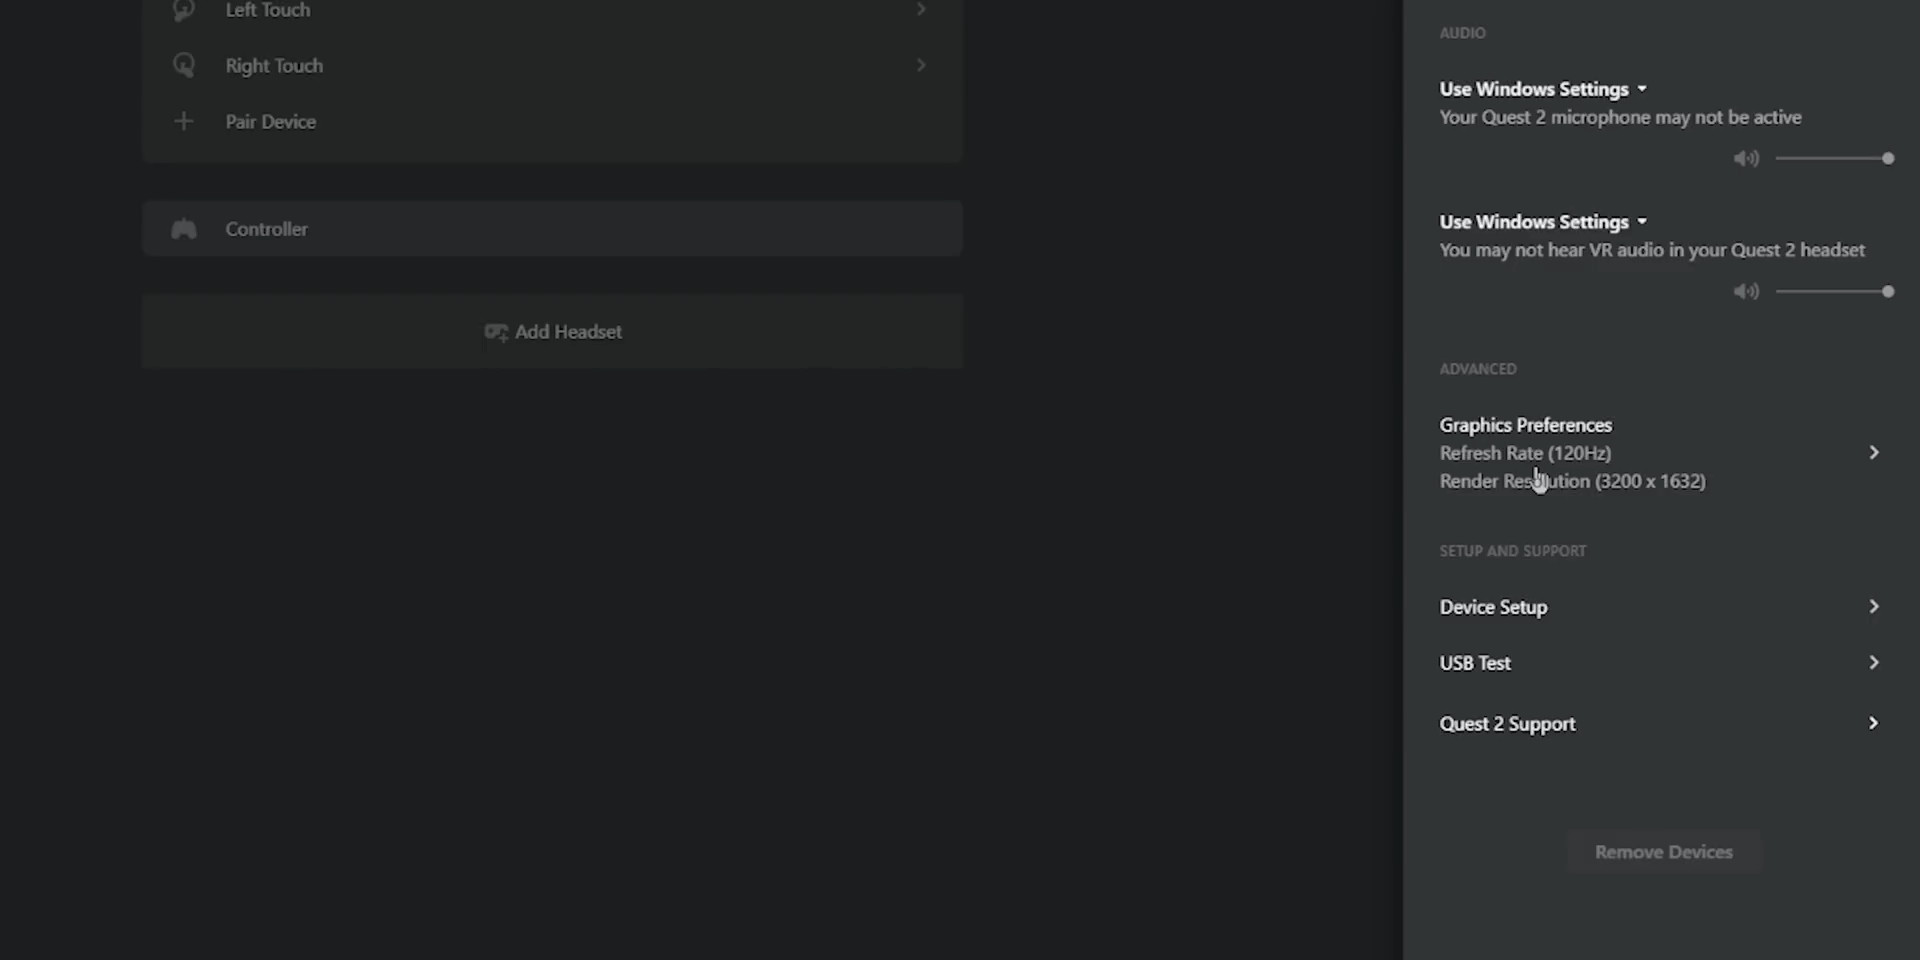 Left Touch
Right Touch
Pair Device
Controller
Add Headset
AUDIO
Use Windows Settings
Your Quest 2 microphone may not be active
Use Windows Settings
You may not hear VR audio in your Quest 2 headset
ADVANCED
Graphics Preferences
Refresh Rate (120Hz)
Render Resolution (3200 x 1632)
SETUP AND SUPPORT
Device Setup
USB Test
Quest 2 Support
Remove Devices